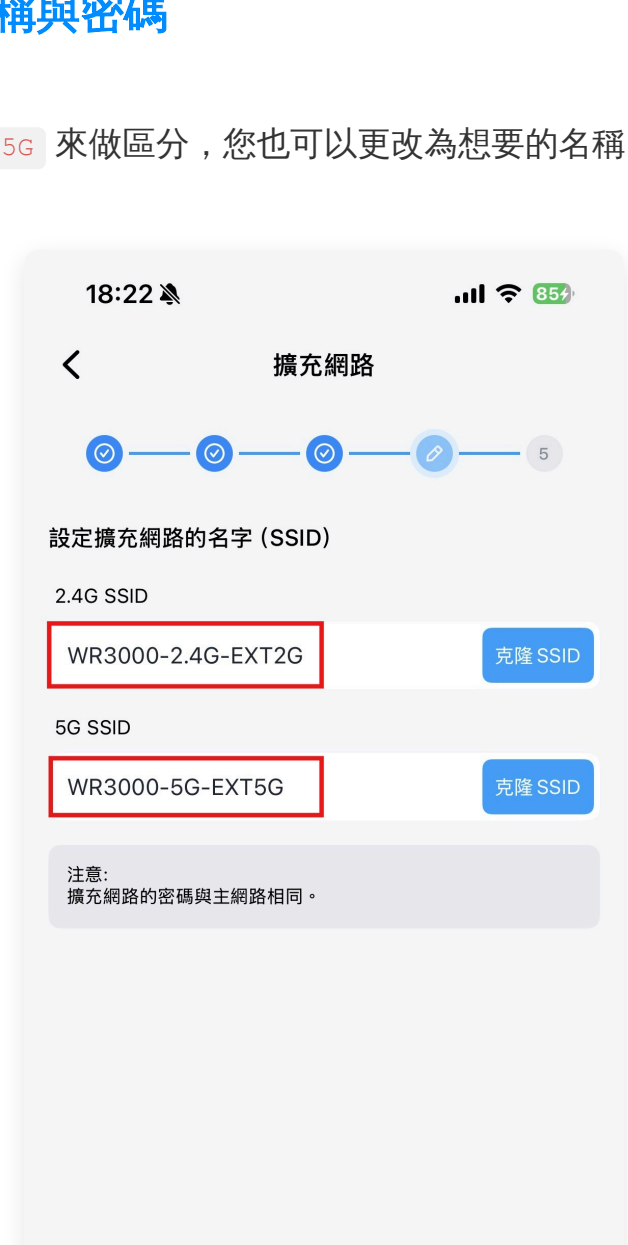 稱與密碼
5G 來做區分，您也可以更改為想要的名稱
18:22 85
擴充網路
5
設定擴充網路的名字 (SSID)
2.4G SSID
WR3000-2.4G-EXT2G 克隆 SSID
5G SSID
WR3000-5G-EXT5G 克隆 SSID
注意:
擴充網路的密碼與主網路相同。